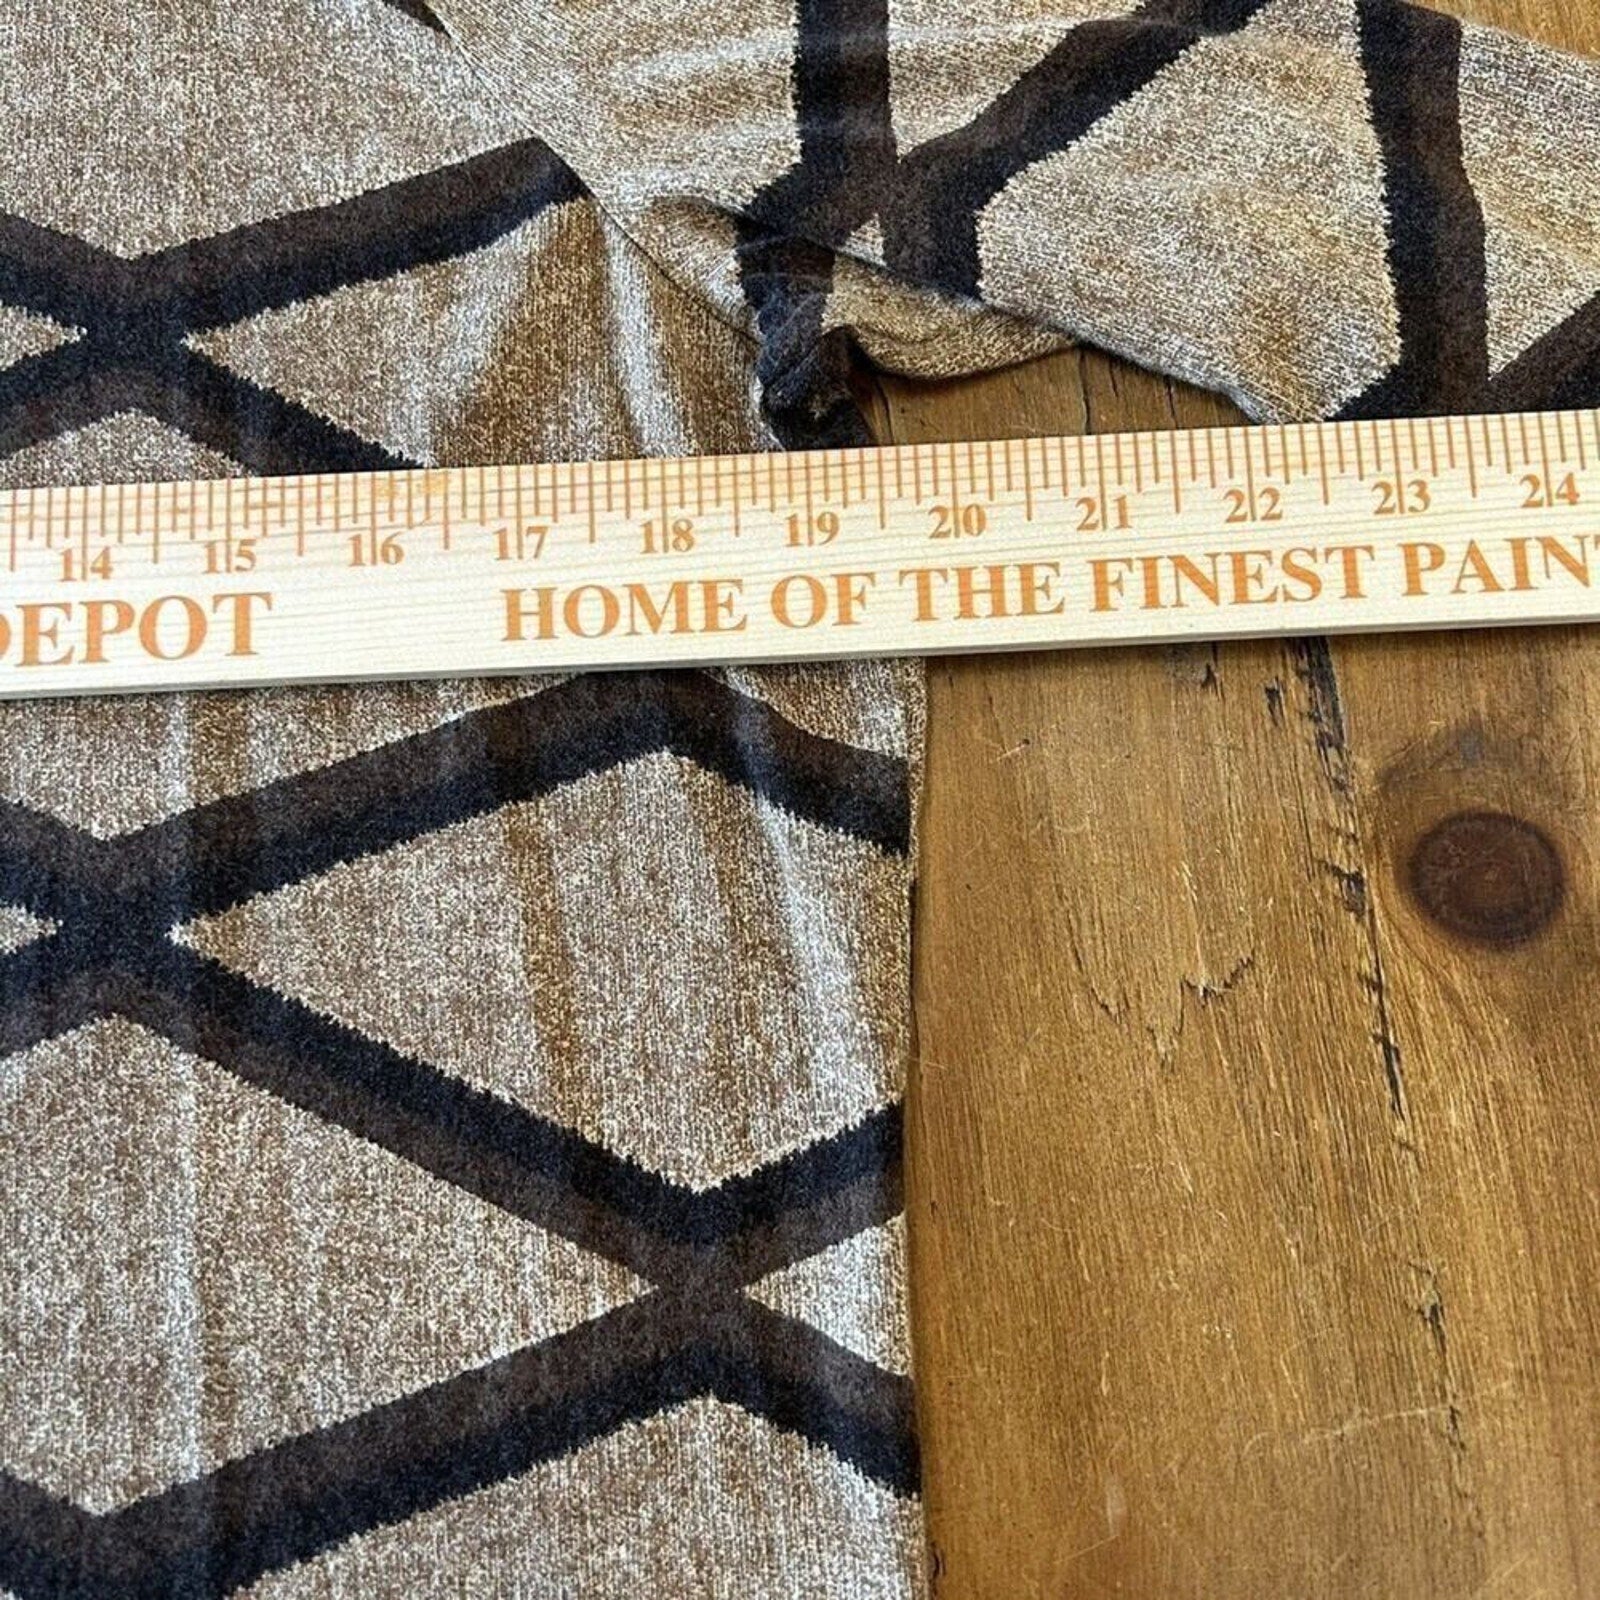 14 15 16 17 18 19 20 21 22 23 24
DEPOT HOME OF THE FINEST PAINT